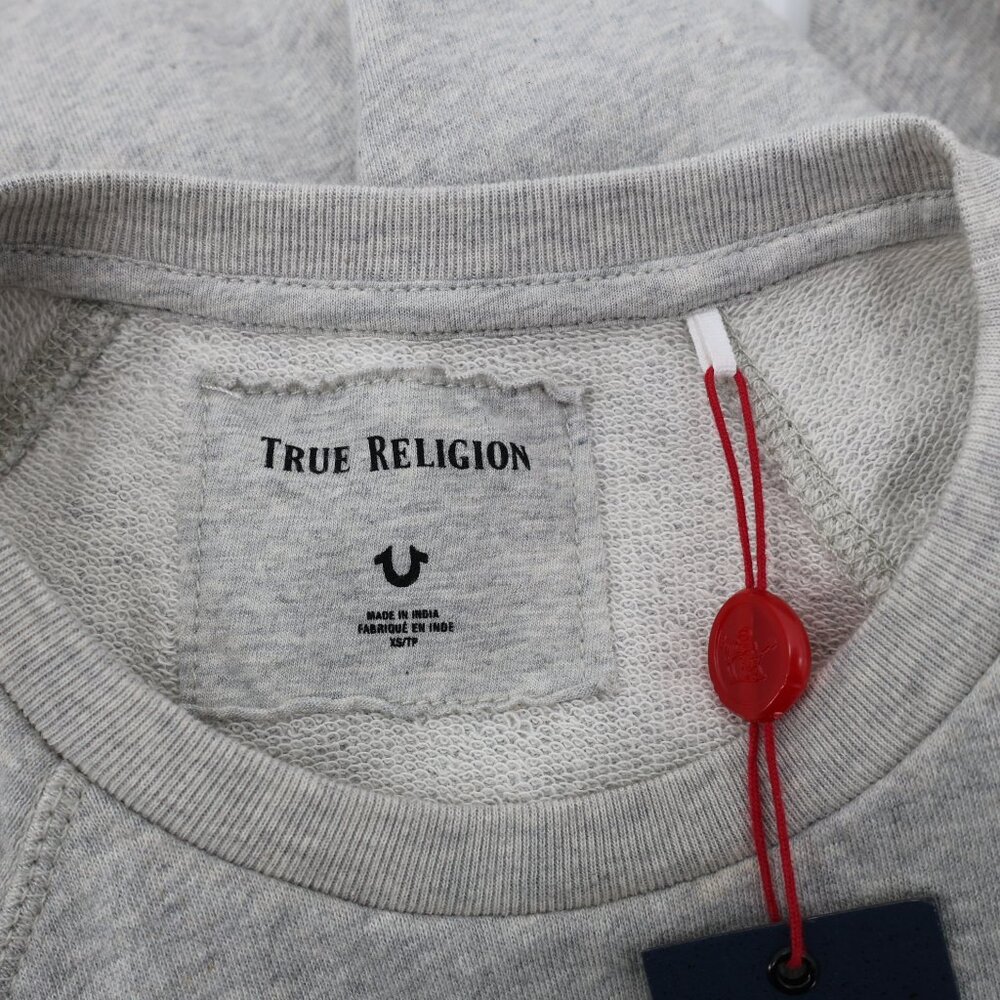 TRUE RELIGION
MADE IN INDIA
FABRIQUÉ EN INDE
XS/TP